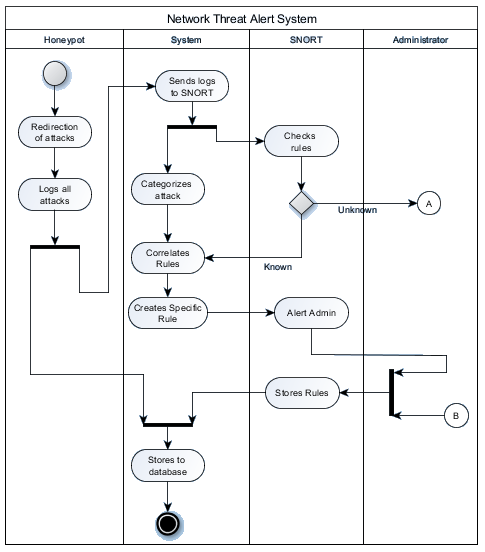 Network Threat Alert System
Honeypot
System
SNORT
Administrator
Sends logs
to SNORT
Redirection
of attacks
Checks
rules
Logs all
attacks
Categorizes
attack
Unknown
A
Correlates
Rules
Known
Creates Specific
Rule
Alert Admin
Stores Rules
B
Stores to
database